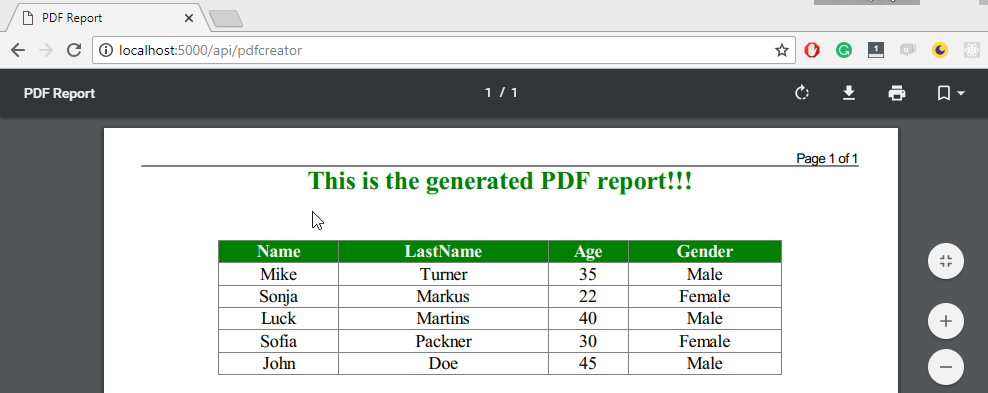 PDF Report
localhost:5000/api/pdfcreator
1
PDF Report 1 / 1
Page 1 of 1
This is the generated PDF report!!!
Name LastName Age Gender
Mike Turner 35 Male
Sonja Markus 22 Female
Luck Martins 40 Male
Sofia Packner 30 Female
John Doe 45 Male